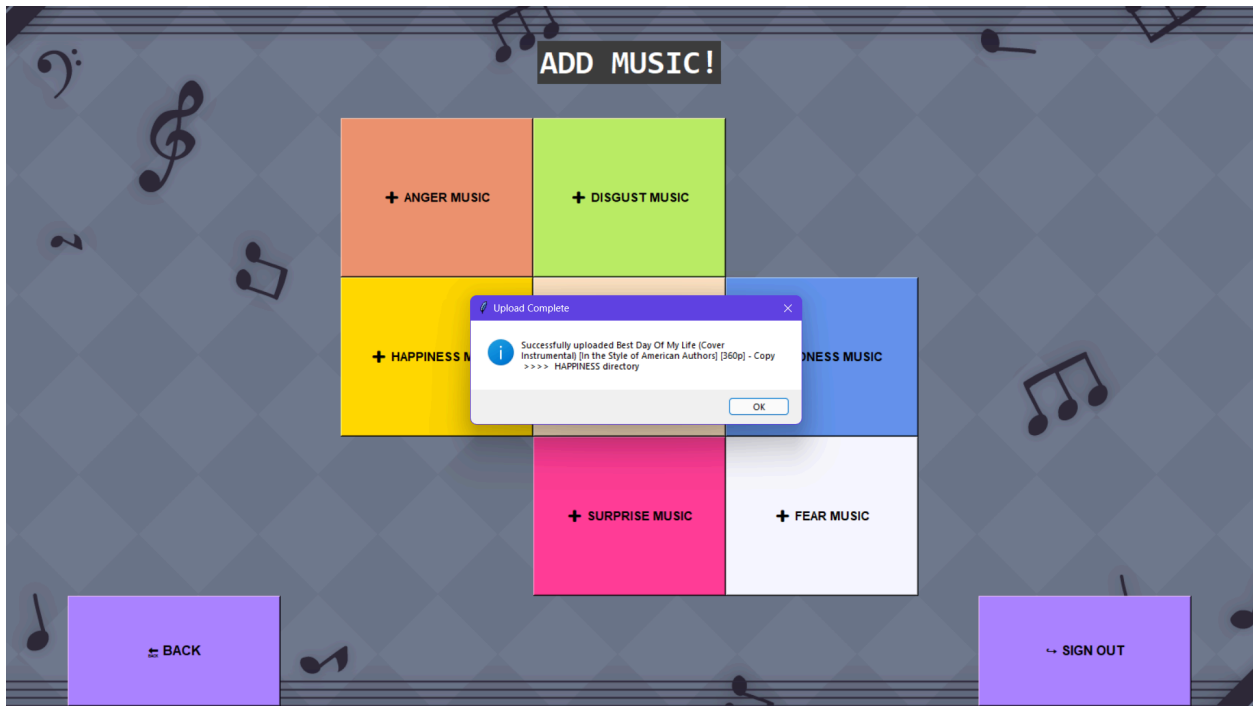 ADD MUSIC!
+ ANGER MUSIC
+ DISGUST MUSIC
Upload Complete
Successfully uploaded Best Day Of My Life (Cover
Instrumental) [In the Style of American Authors] [360p] - Copy
>>>> HAPPINESS directory
OK
+ HAPPINESS M
DNESS MUSIC
+ SURPRISE MUSIC
+ FEAR MUSIC
BACK
SIGN OUT